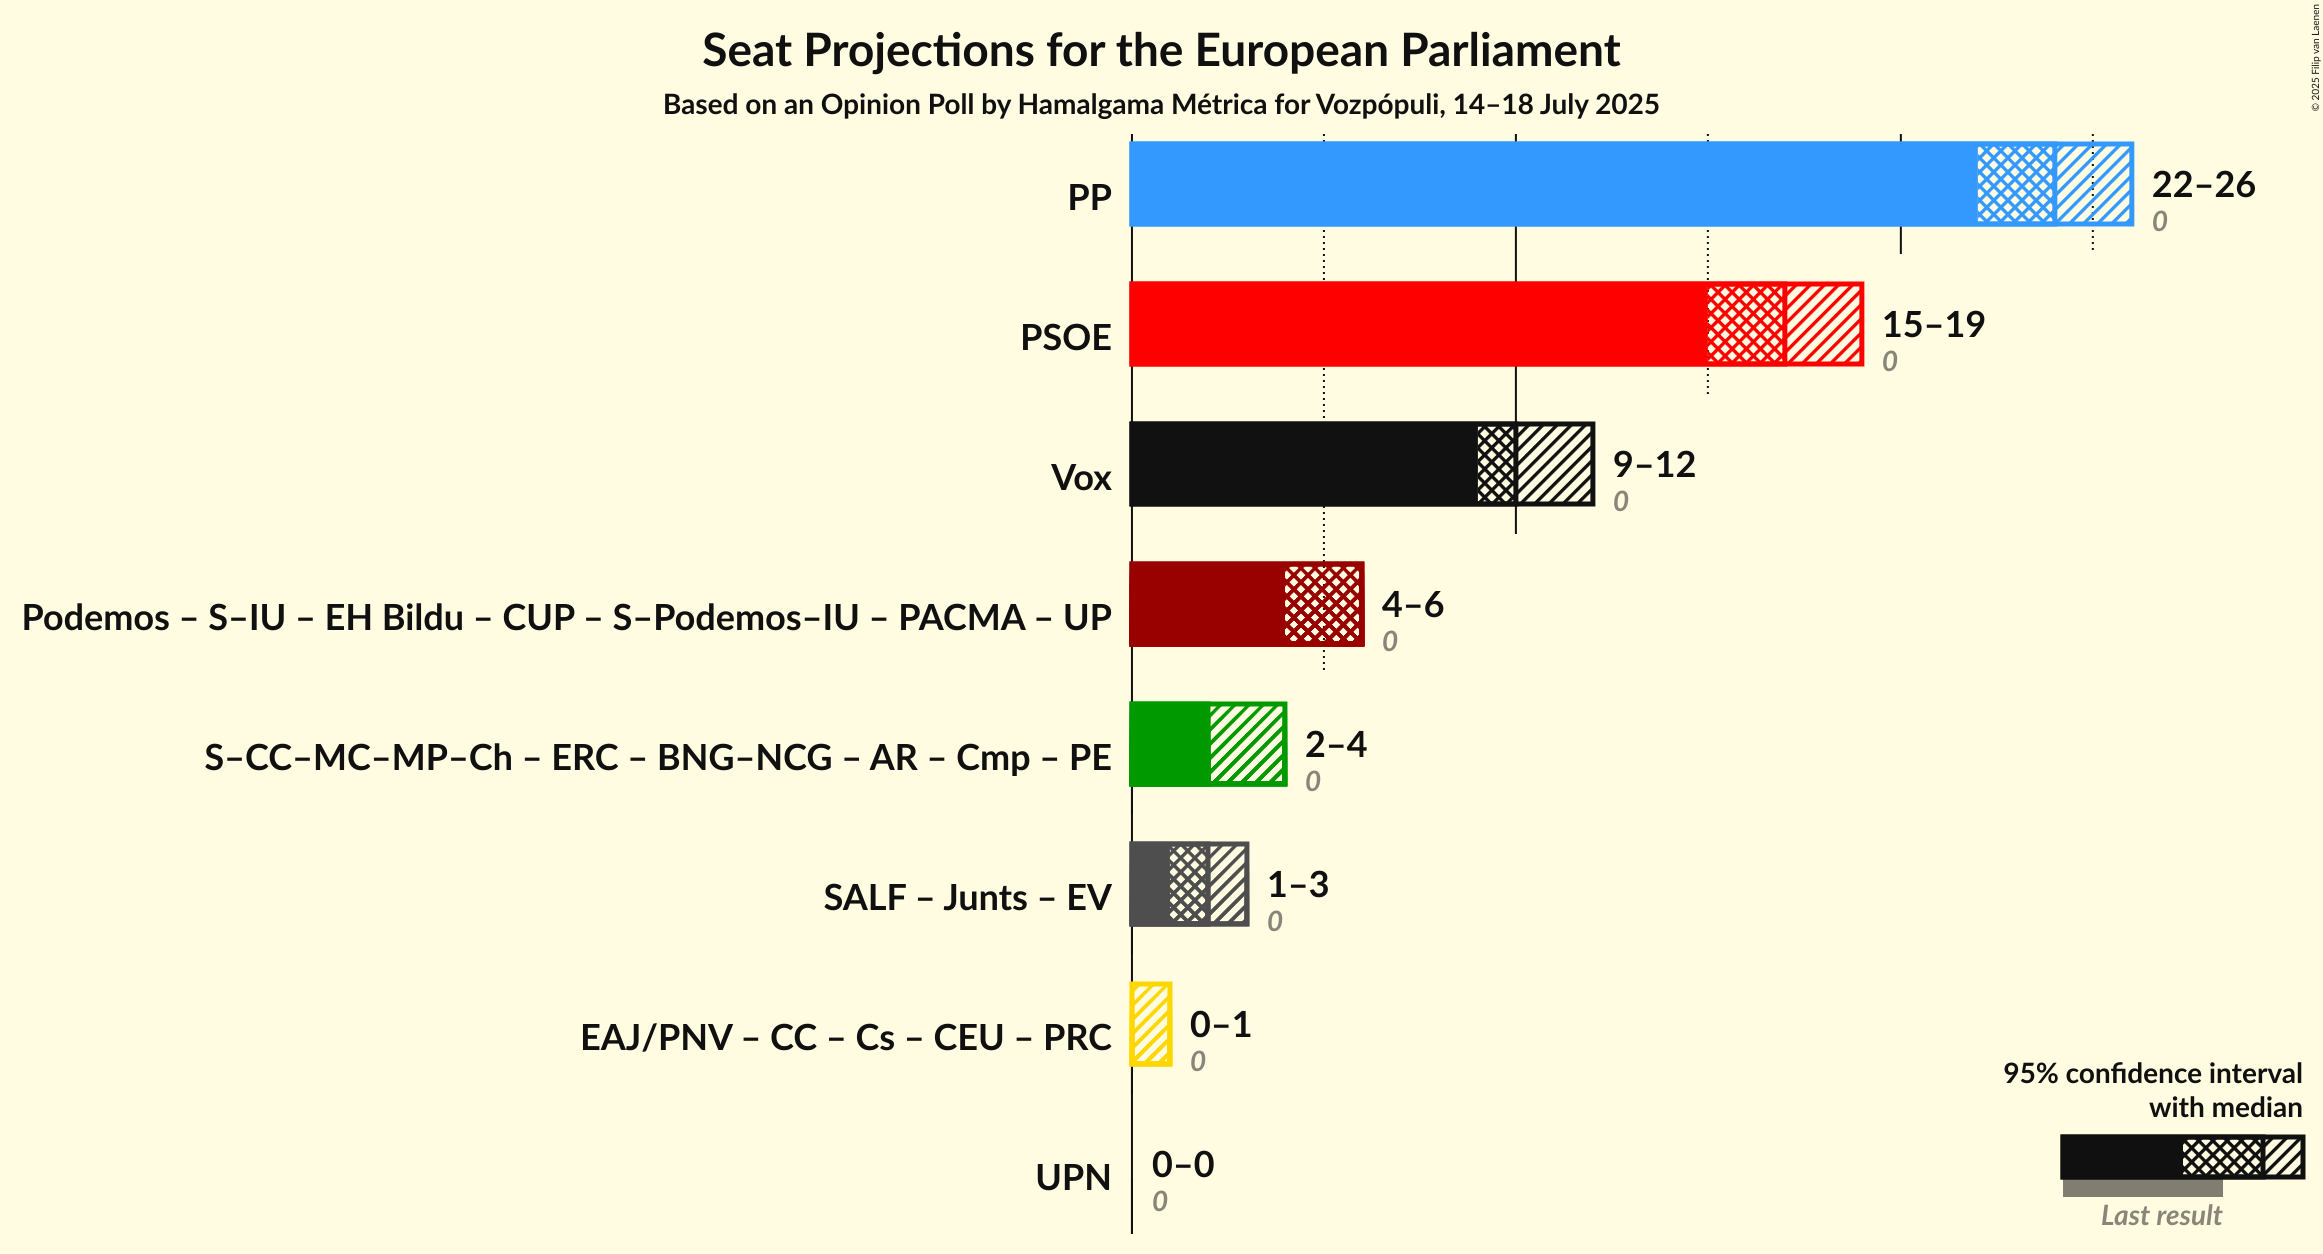 Seat Projections for the European Parliament
Based on an Opinion Poll by Hamalgama Métrica for Vozpópuli, 14–18 July 2025
© 2025 Filip van Laenen
PP
22–26
0
PSOE
15–19
0
Vox
9–12
0
Podemos – S–IU – EH Bildu – CUP – S–Podemos–IU – PACMA – UP
4–6
0
S–CC–MC–MP–Ch – ERC – BNG–NCG – AR – Cmp – PE
2–4
0
SALF – Junts – EV
1–3
0
EAJ/PNV – CC – Cs – CEU – PRC
0–1
0
UPN
0–0
0
95% confidence interval
with median
Last result